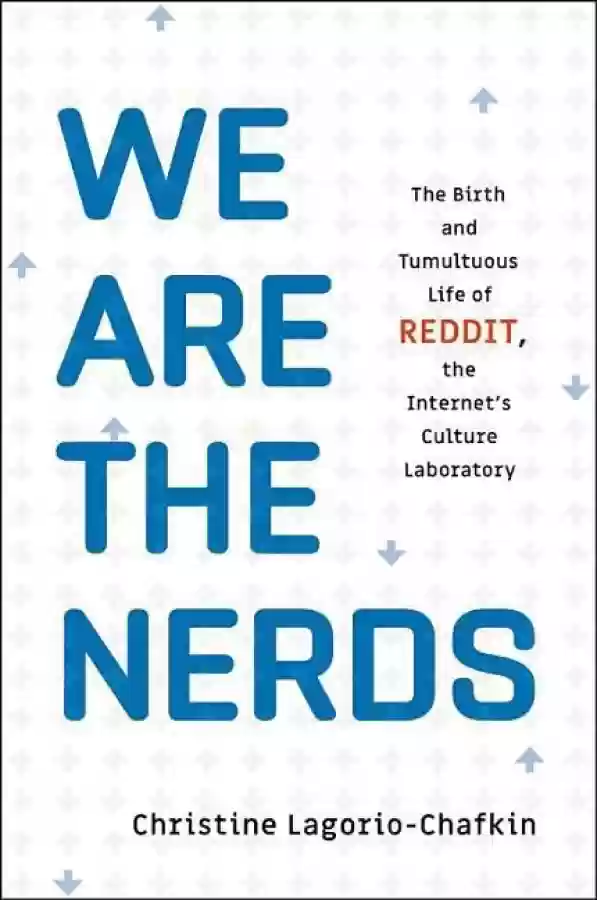 WE
ARE
THE
NERDS
The Birth
and
Tumultuous
Life of
REDDIT,
the
Internet's
Culture
Laboratory
Christine Lagorio-Chafkin